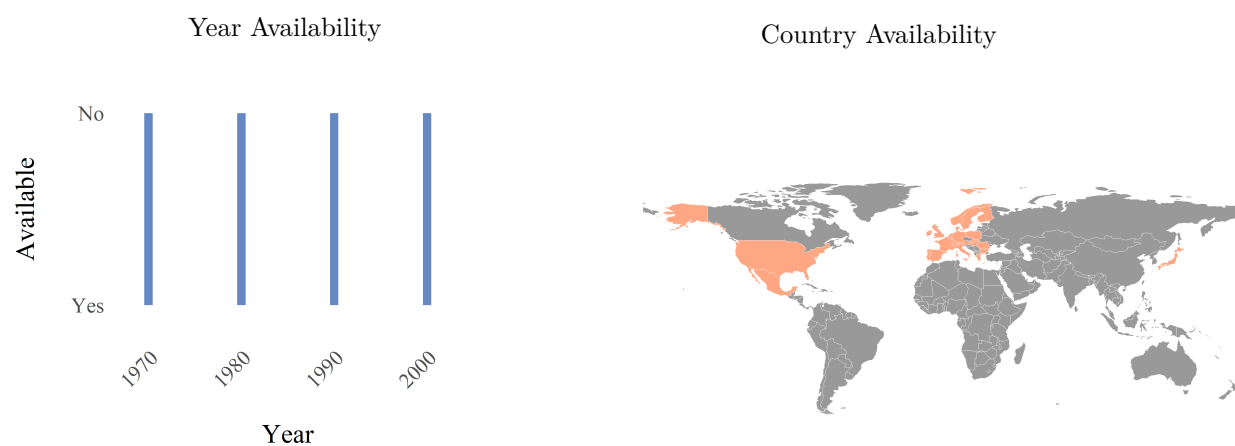 Year Availability
No
Yes
Available
1970
1980
1990
2000
Year
Country Availability